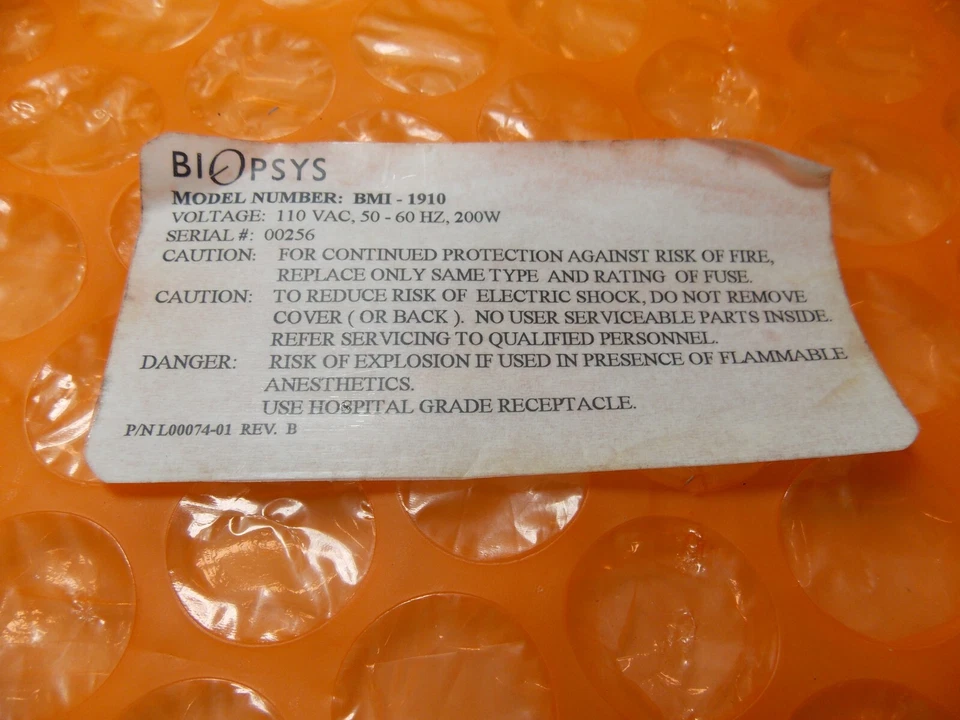 BIOPSYS
MODEL NUMBER: BMI - 1910
VOLTAGE: 110 VAC, 50 - 60 HZ, 200W
SERIAL #: 00256
CAUTION: FOR CONTINUED PROTECTION AGAINST RISK OF FIRE,
REPLACE ONLY SAME TYPE AND RATING OF FUSE.
CAUTION: TO REDUCE RISK OF ELECTRIC SHOCK, DO NOT REMOVE
COVER ( OR BACK ). NO USER SERVICEABLE PARTS INSIDE.
REFER SERVICING TO QUALIFIED PERSONNEL.
DANGER: RISK OF EXPLOSION IF USED IN PRESENCE OF FLAMMABLE
ANESTHETICS.
USE HOSPITAL GRADE RECEPTACLE.
P/N L00074-01 REV. B